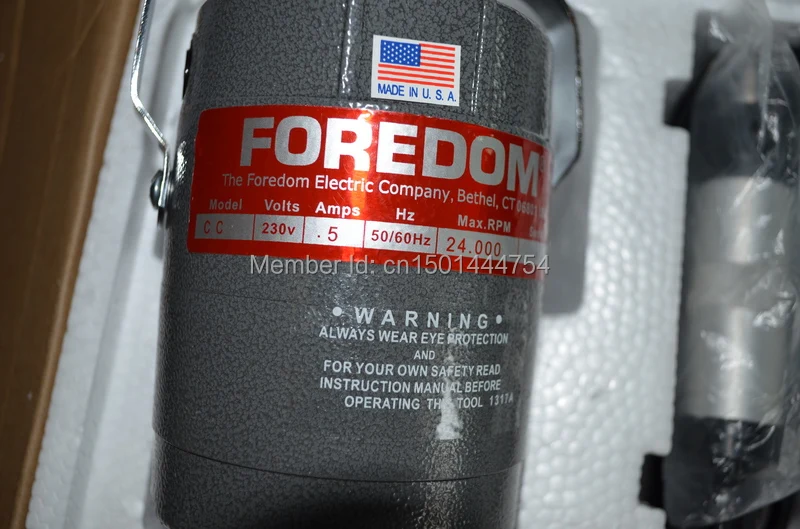 MADE IN U. S. A.
FOREDOM
The Foredom Electric Company, Bethel, CT
Model Volts Amps Hz Max.RPM
CC 230v .5 50/60Hz 24.000
Member Id: cn1501444754
• WARNING •
ALWAYS WEAR EYE PROTECTION
AND
FOR YOUR OWN SAFETY READ
INSTRUCTION MANUAL BEFORE
OPERATING THIS TOOL 1317A